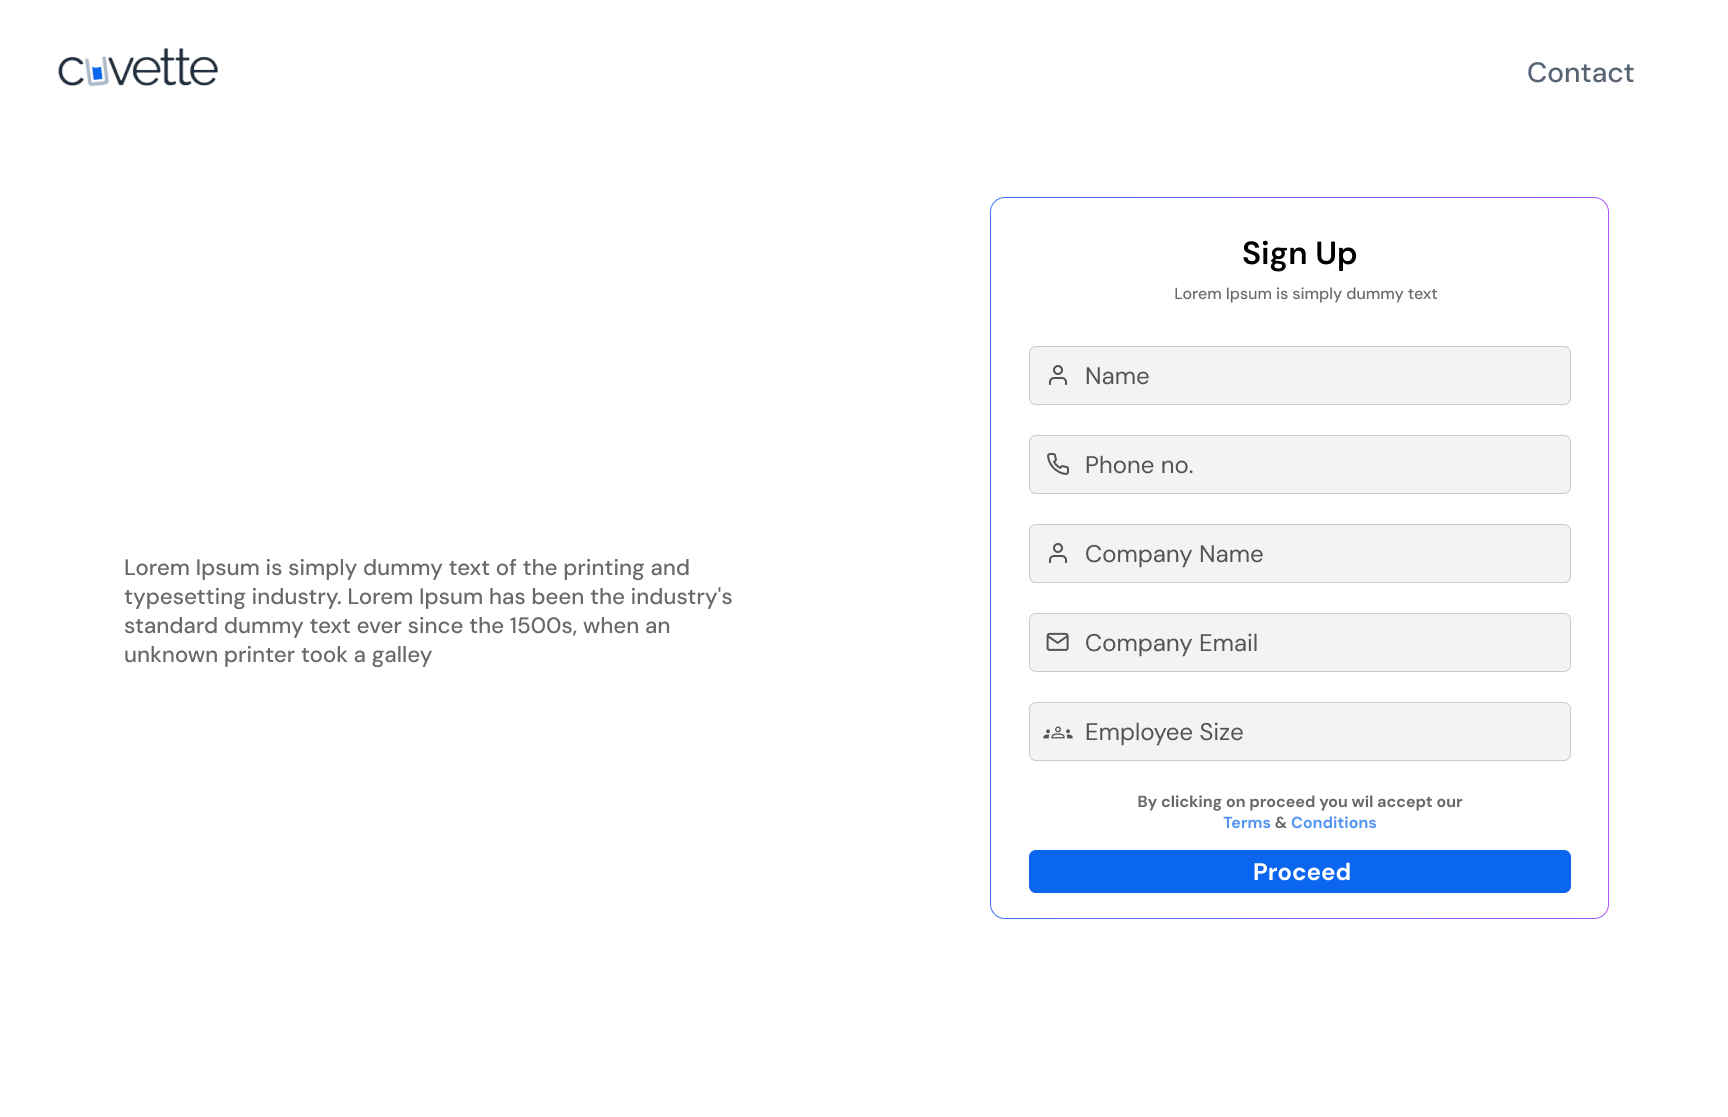 cuvette
Contact
Lorem Ipsum is simply dummy text of the printing and
typesetting industry. Lorem Ipsum has been the industry's
standard dummy text ever since the 1500s, when an
unknown printer took a galley
Sign Up
Lorem Ipsum is simply dummy text
Name
Phone no.
Company Name
Company Email
Employee Size
By clicking on proceed you wil accept our
Terms & Conditions
Proceed